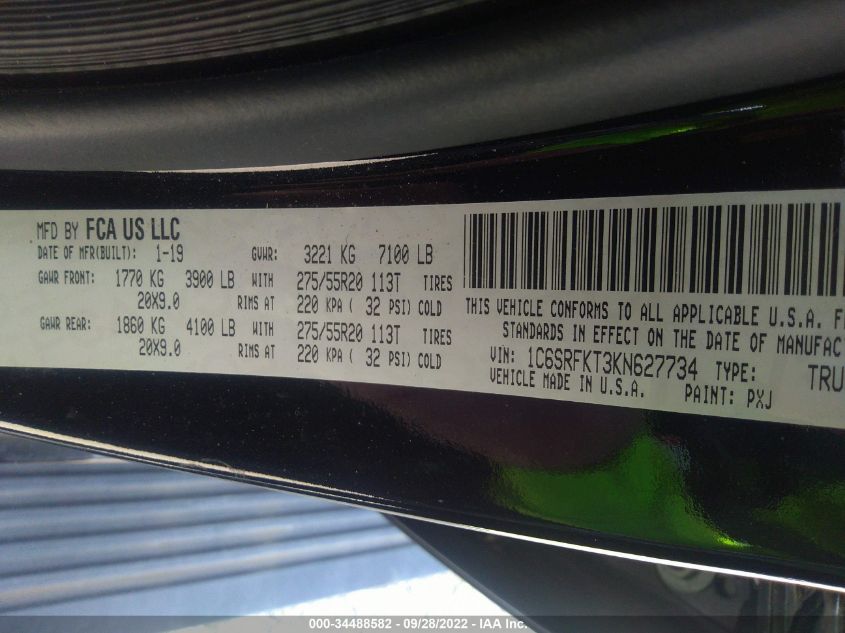 MFD BY FCA US LLC
DATE OF MFR(BUILT): 1-19 GVWR: 3221 KG 7100 LB
GAWR FRONT: 1770 KG 3900 LB WITH 275/55R20 113T TIRES
20X9.0 RIMS AT 220 KPA ( 32 PSI) COLD
GAWR REAR: 1860 KG 4100 LB WITH 275/55R20 113T TIRES
20X9.0 RIMS AT 220 KPA ( 32 PSI) COLD
THIS VEHICLE CONFORMS TO ALL APPLICABLE U.S.A.
STANDARDS IN EFFECT ON THE DATE OF MANUFAC
VIN: 1C6SRFKT3KN627734 TYPE: TRU
VEHICLE MADE IN U.S.A. PAINT: PXJ
000-34488582 / 09/28/2022 - IAA Inc.